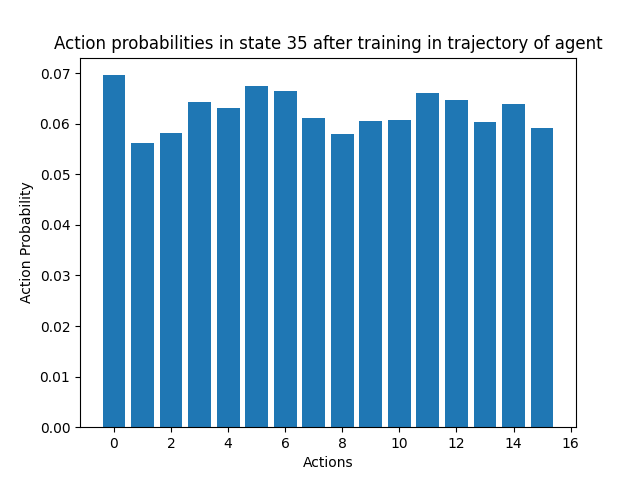 Action probabilities in state 35 after training in trajectory of agent
0.07
0.06
0.05
0.04
0.03
0.02
0.01
0.00
Action Probability
0 2 4 6 8 10 12 14 16
Actions